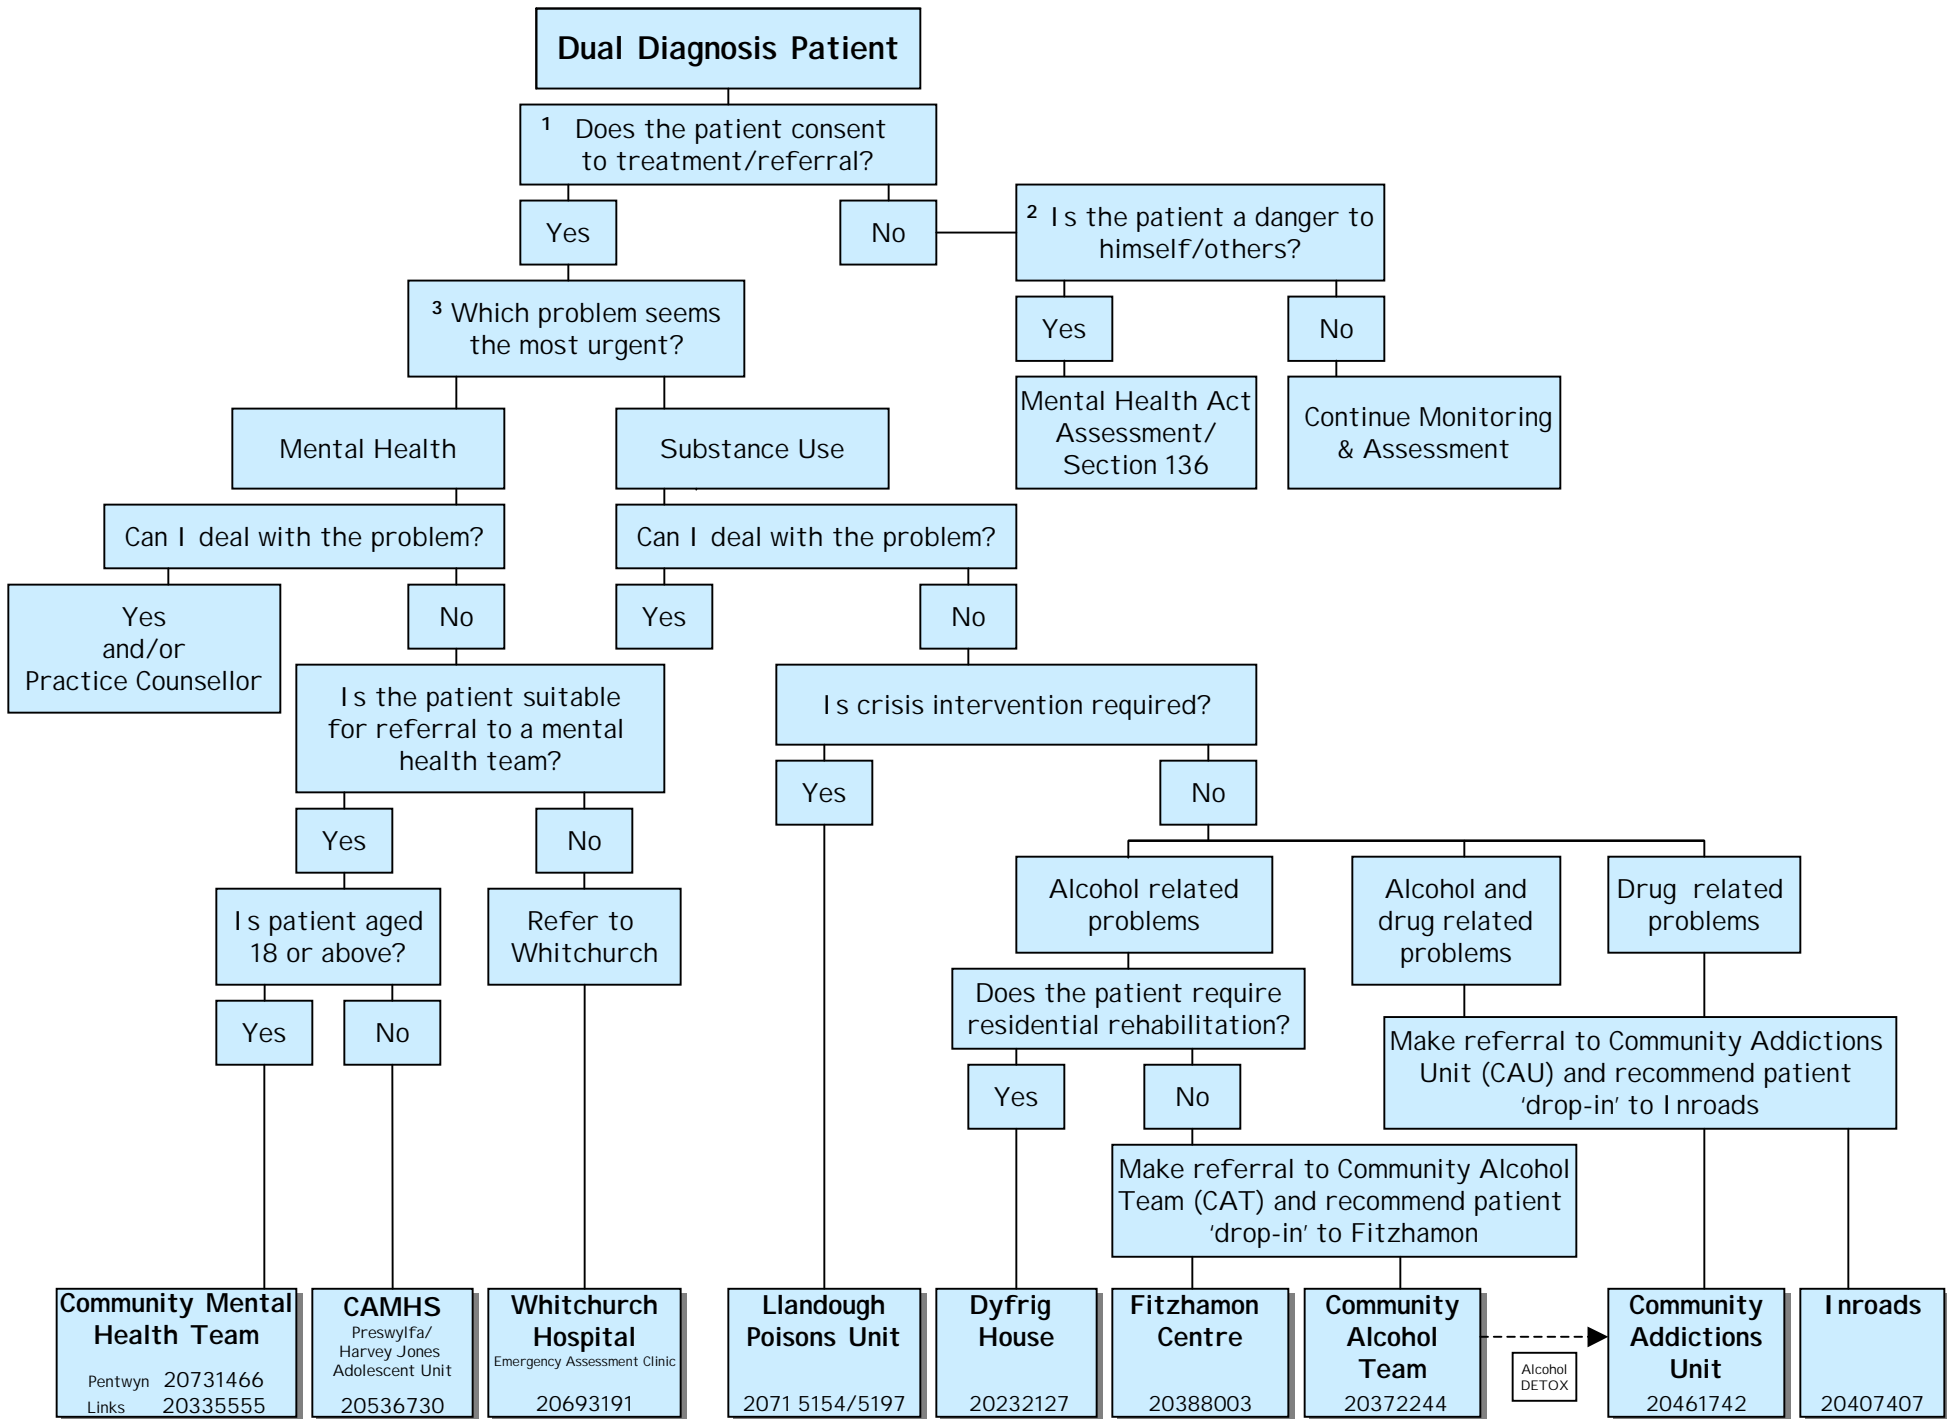 Dual Diagnosis Patient
1 Does the patient consent
to treatment/referral?
Yes
No
2 Is the patient a danger to
himself/others?
3 Which problem seems
the most urgent?
Yes
No
Mental Health Act
Assessment/
Section 136
Continue Monitoring
& Assessment
Mental Health
Substance Use
Can I deal with the problem?
Can I deal with the problem?
Yes
and/or
Practice Counsellor
No
Yes
No
Is the patient suitable
for referral to a mental
health team?
Is crisis intervention required?
Yes
No
Yes
No
Is patient aged
18 or above?
Refer to
Whitchurch
Alcohol related
problems
Alcohol and
drug related
problems
Drug related
problems
Yes
No
Does the patient require
residential rehabilitation?
Make referral to Community Addictions
Unit (CAU) and recommend patient
‘drop-in’ to Inroads
Yes
No
Make referral to Community Alcohol
Team (CAT) and recommend patient
‘drop-in’ to Fitzhamon
Community Mental
Health Team
Pentwyn 20731466
Links 20335555
CAMHS
Preswylfa/
Harvey Jones
Adolescent Unit
20536730
Whitchurch
Hospital
Emergency Assessment Clinic
20693191
Llandough
Poisons Unit
2071 5154/5197
Dyfrig
House
20232127
Fitzhamon
Centre
20388003
Community
Alcohol
Team
20372244
Alcohol
DETOX
Community
Addictions
Unit
20461742
Inroads
20407407